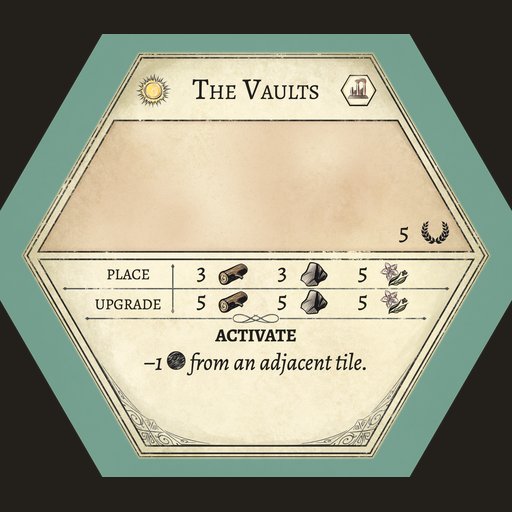 The Vaults
5
PLACE 3 3 5
UPGRADE 5 5 5
ACTIVATE
–1 from an adjacent tile.